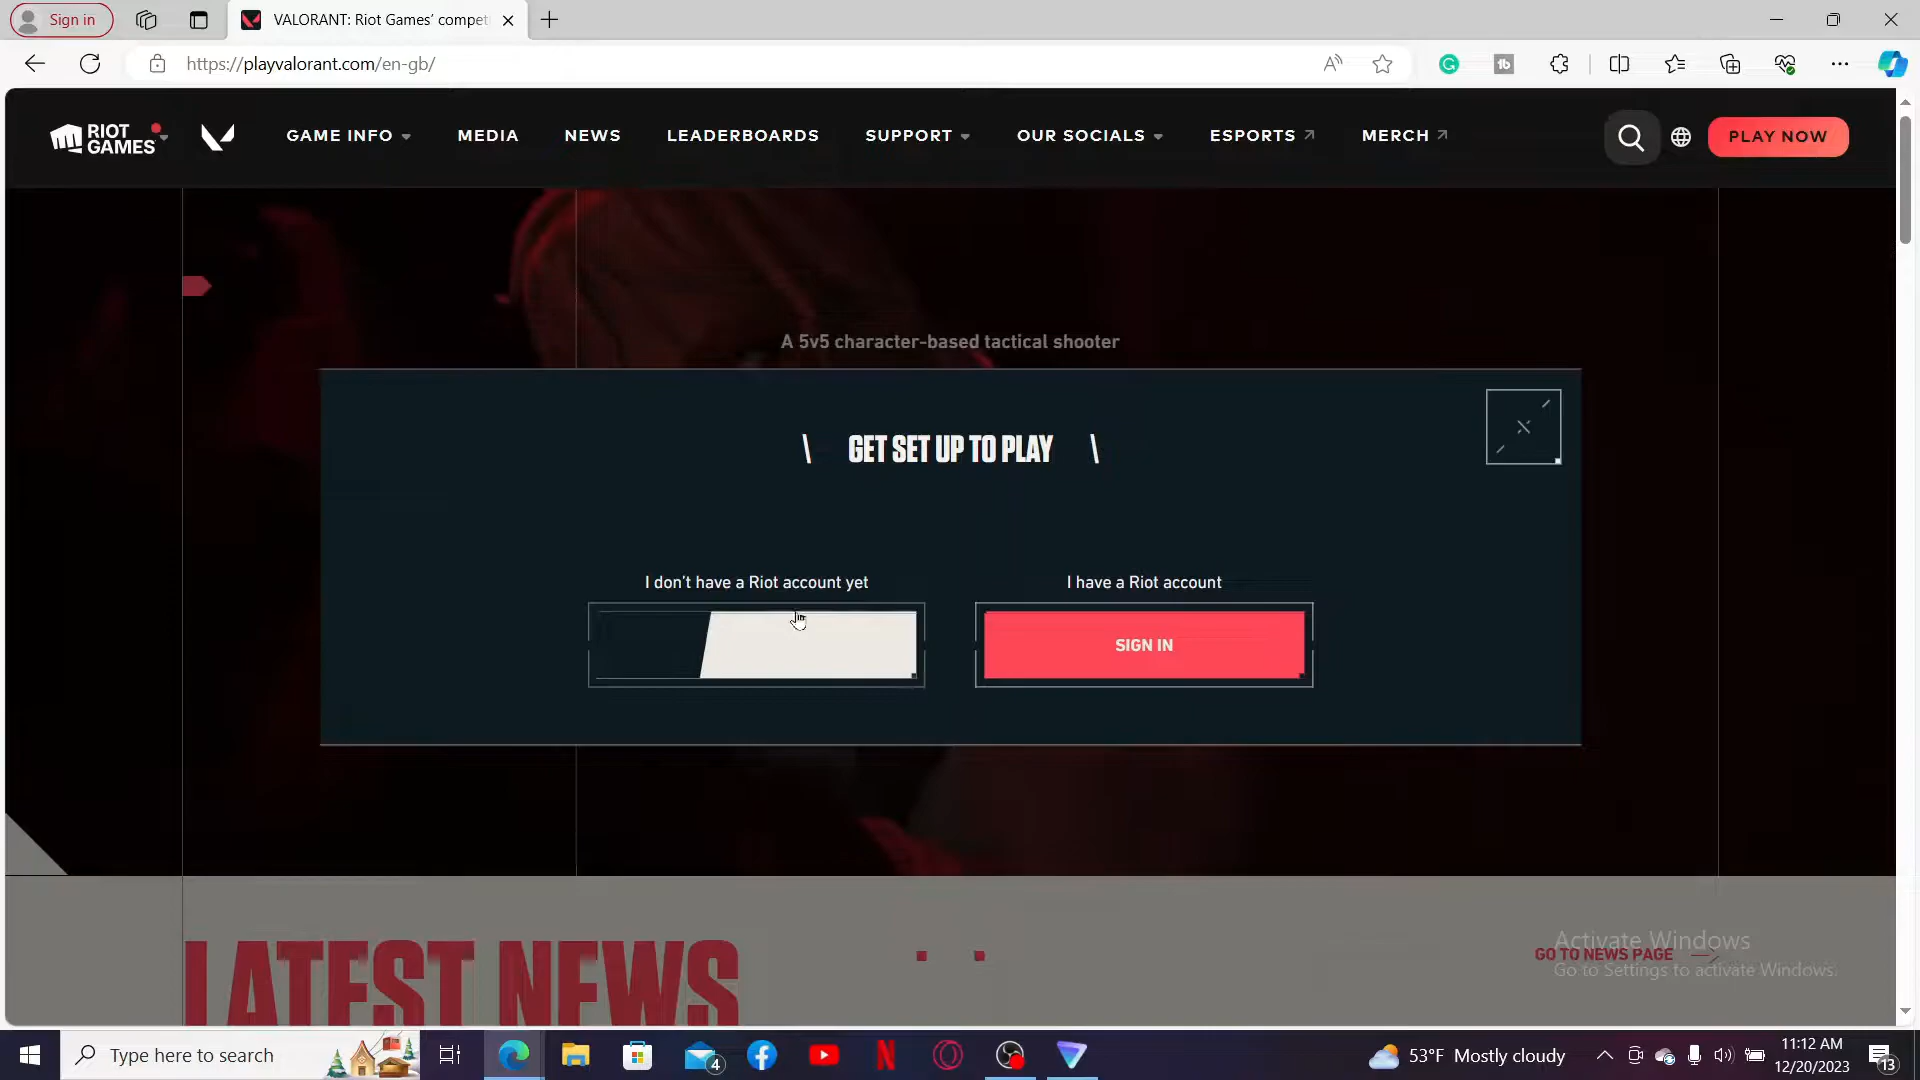 Sign in
VALORANT: Riot Games' compet
https://playvalorant.com/en-gb/
RIOT GAMES
GAME INFO
MEDIA
NEWS
LEADERBOARDS
SUPPORT
OUR SOCIALS
ESPORTS
MERCH
PLAY NOW
A 5v5 character-based tactical shooter
\ GET SET UP TO PLAY \
I don't have a Riot account yet
I have a Riot account
SIGN IN
LATEST NEWS
GO TO NEWS PAGE
Activate Windows
Go to Settings to activate Windows.
Type here to search
4
53°F Mostly cloudy
11:12 AM
12/20/2023
13